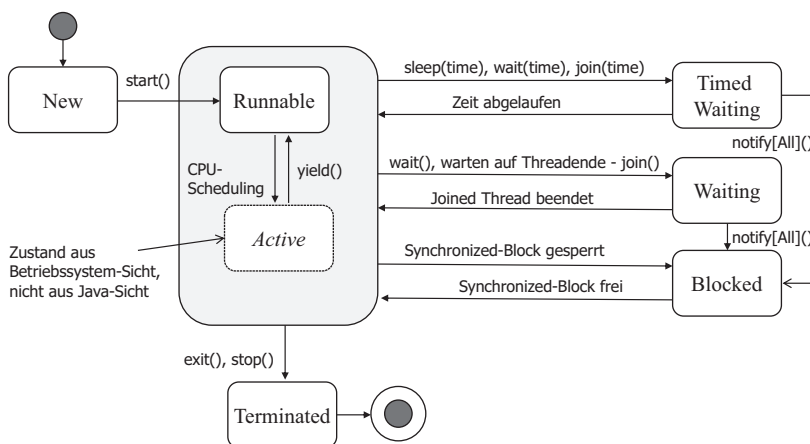 New
start()
Runnable
CPU-
Scheduling
yield()
Active
Zustand aus
Betriebssystem-Sicht,
nicht aus Java-Sicht
sleep(time), wait(time), join(time)
Zeit abgelaufen
Timed
Waiting
notify[All]()
wait(), warten auf Threadende - join()
Joined Thread beendet
Waiting
notify[All]()
Synchronized-Block gesperrt
Synchronized-Block frei
Blocked
exit(), stop()
Terminated